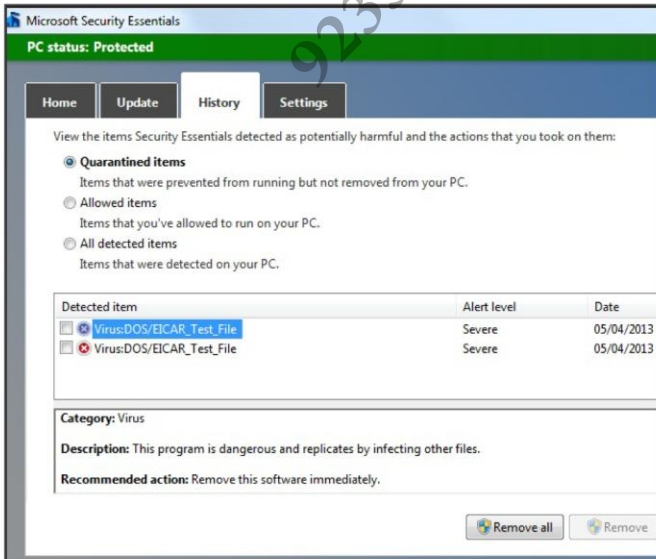 Microsoft Security Essentials
PC status: Protected
Home Update History Settings
View the items Security Essentials detected as potentially harmful and the actions that you took on them:
Quarantined items
Items that were prevented from running but not removed from your PC.
Allowed items
Items that you've allowed to run on your PC.
All detected items
Items that were detected on your PC.
Detected item Alert level Date
Virus:DOS/EICAR_Test_File Severe 05/04/2013
Virus:DOS/EICAR_Test_File Severe 05/04/2013
Category: Virus
Description: This program is dangerous and replicates by infecting other files.
Recommended action: Remove this software immediately.
Remove all Remove